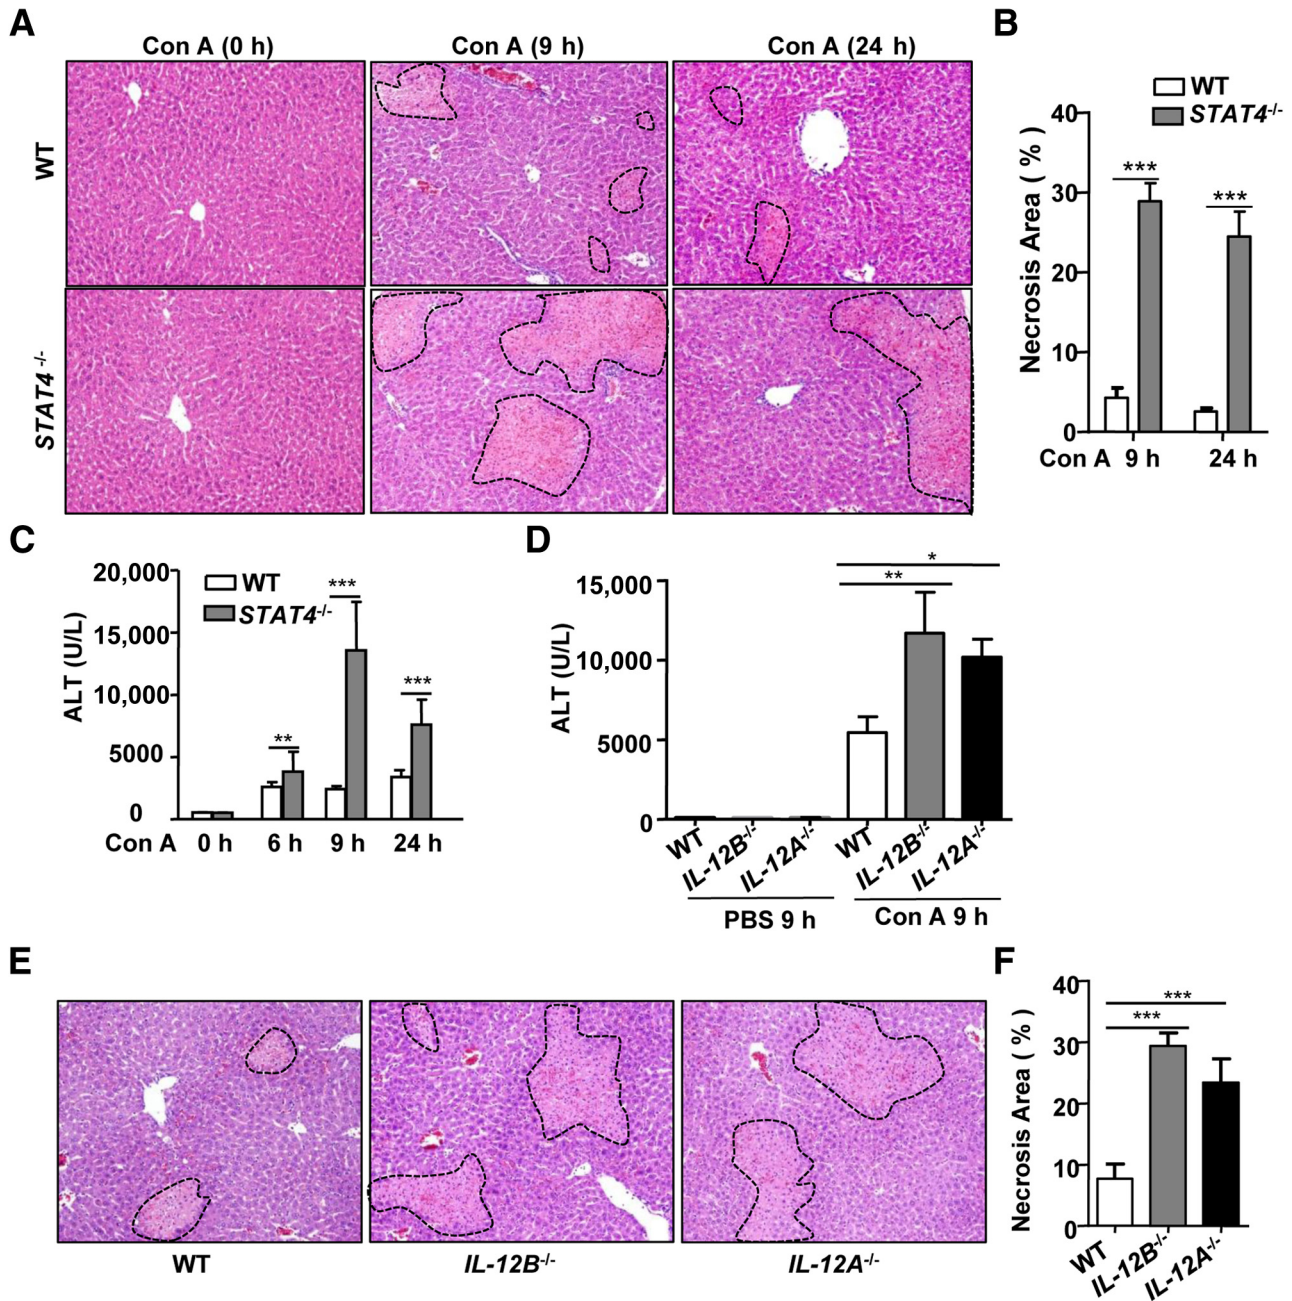 A
Con A (0 h)
Con A (9 h)
Con A (24 h)
WT
STAT4-/-
B
WT
STAT4-/-
Necrosis Area ( % )
40
30
20
10
0
***
***
Con A 9 h 24 h
C
WT
STAT4-/-
ALT (U/L)
20,000
15,000
10,000
5000
0
**
***
***
Con A 0 h 6 h 9 h 24 h
D
ALT (U/L)
15,000
10,000
5000
0
*
**
WT
IL-12B-/-
IL-12A-/-
WT
IL-12B-/-
IL-12A-/-
PBS 9 h
Con A 9 h
E
WT
IL-12B-/-
IL-12A-/-
F
Necrosis Area ( % )
40
30
20
10
0
***
***
WT
IL-12B-/-
IL-12A-/-